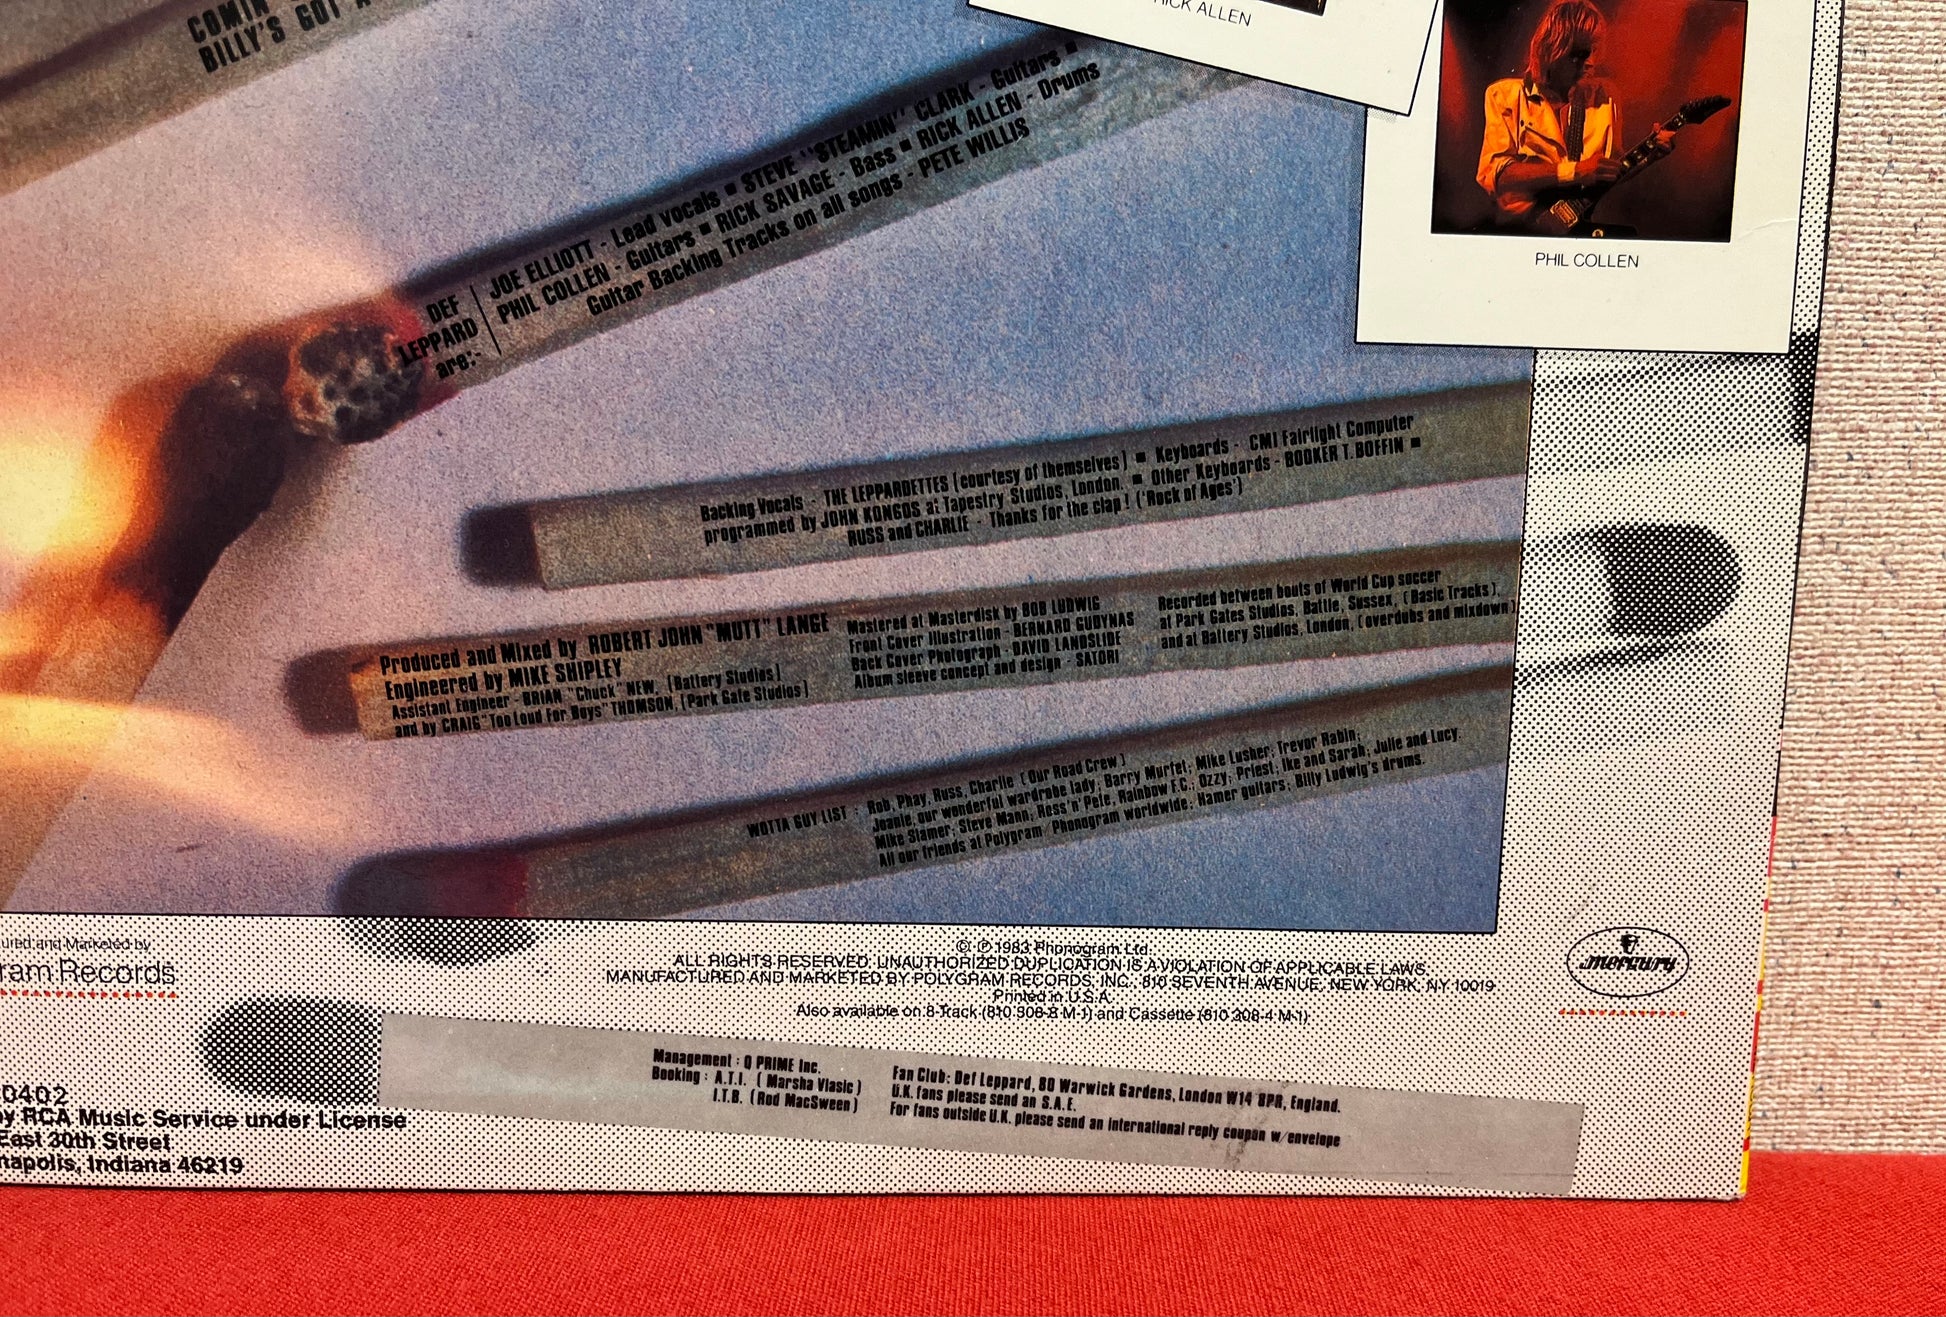 COMIN'
BILLY'S GOT A
RICK ALLEN
PHIL COLLEN
DEF
LEPPARD
are:-
JOE ELLIOTT - Lead Vocals ■ STEVE "STEAMIN'" CLARK - Guitars ■
PHIL COLLEN - Guitars ■ RICK SAVAGE - Bass ■ RICK ALLEN - Drums
Guitar Backing Tracks on all songs - PETE WILLIS
Backing Vocals - THE LEPPARDETTES (courtesy of themselves) ■ Keyboards - CMI Fairlight Computer
programmed by JOHN KONGOS at Tapestry Studios, London. ■ Other Keyboards - BOOKER T. BOFFIN ■
RUSS and CHARLIE - Thanks for the clap! ('Rock of Ages')
Produced and Mixed by ROBERT JOHN "MUTT" LANGE
Engineered by MIKE SHIPLEY
Assistant Engineer - BRIAN "Chuck" NEW, (Battery Studios)
and by CRAIG "Too Loud For Boys" THOMSON, (Park Gate Studios)
Mastered at Masterdisk by BOB LUDWIG
Front Cover Illustration - BERNARD GUDYNAS
Back Cover Photograph - DAVID LANDSLIDE
Album sleeve concept and design - SATORI
Recorded between bouts of World Cup soccer
at Park Gates Studios, Battle, Sussex, (Basic Tracks).
and at Battery Studios, London, (overdubs and mixdown)
WOTTA GUY LIST : Rob, Phay, Russ, Charlie (Our Road Crew)
Joanie, our wonderful wardrobe lady; Barry Murfet; Mike Lusher; Trevor Rabin;
Mike Slamer; Steve Mann; Ross 'n' Pete, Rainbow F.C.; Ozzy; Priest; Ike and Sarah; Julie and Lucy.
All our friends at Polygram/Phonogram worldwide; Hamer guitars; Billy Ludwig's drums.
ured and Marketed by
ram Records
© ℗ 1983 Phonogram Ltd.
ALL RIGHTS RESERVED. UNAUTHORIZED DUPLICATION IS A VIOLATION OF APPLICABLE LAWS.
MANUFACTURED AND MARKETED BY POLYGRAM RECORDS, INC., 810 SEVENTH AVENUE, NEW YORK, NY 10019
Printed in U.S.A.
Also available on 8-Track (810 308-8 M-1) and Cassette (810 308-4 M-1)
mercury
Management : Q PRIME Inc.
Booking : A.T.I. (Marsha Vlasic)
I.T.B. (Rod MacSween)
Fan Club: Def Leppard, 80 Warwick Gardens, London W14 8PR, England.
U.K. fans please send an S.A.E.
For fans outside U.K. please send an international reply coupon w/envelope
0402
by RCA Music Service under License
East 30th Street
napolis, Indiana 46219